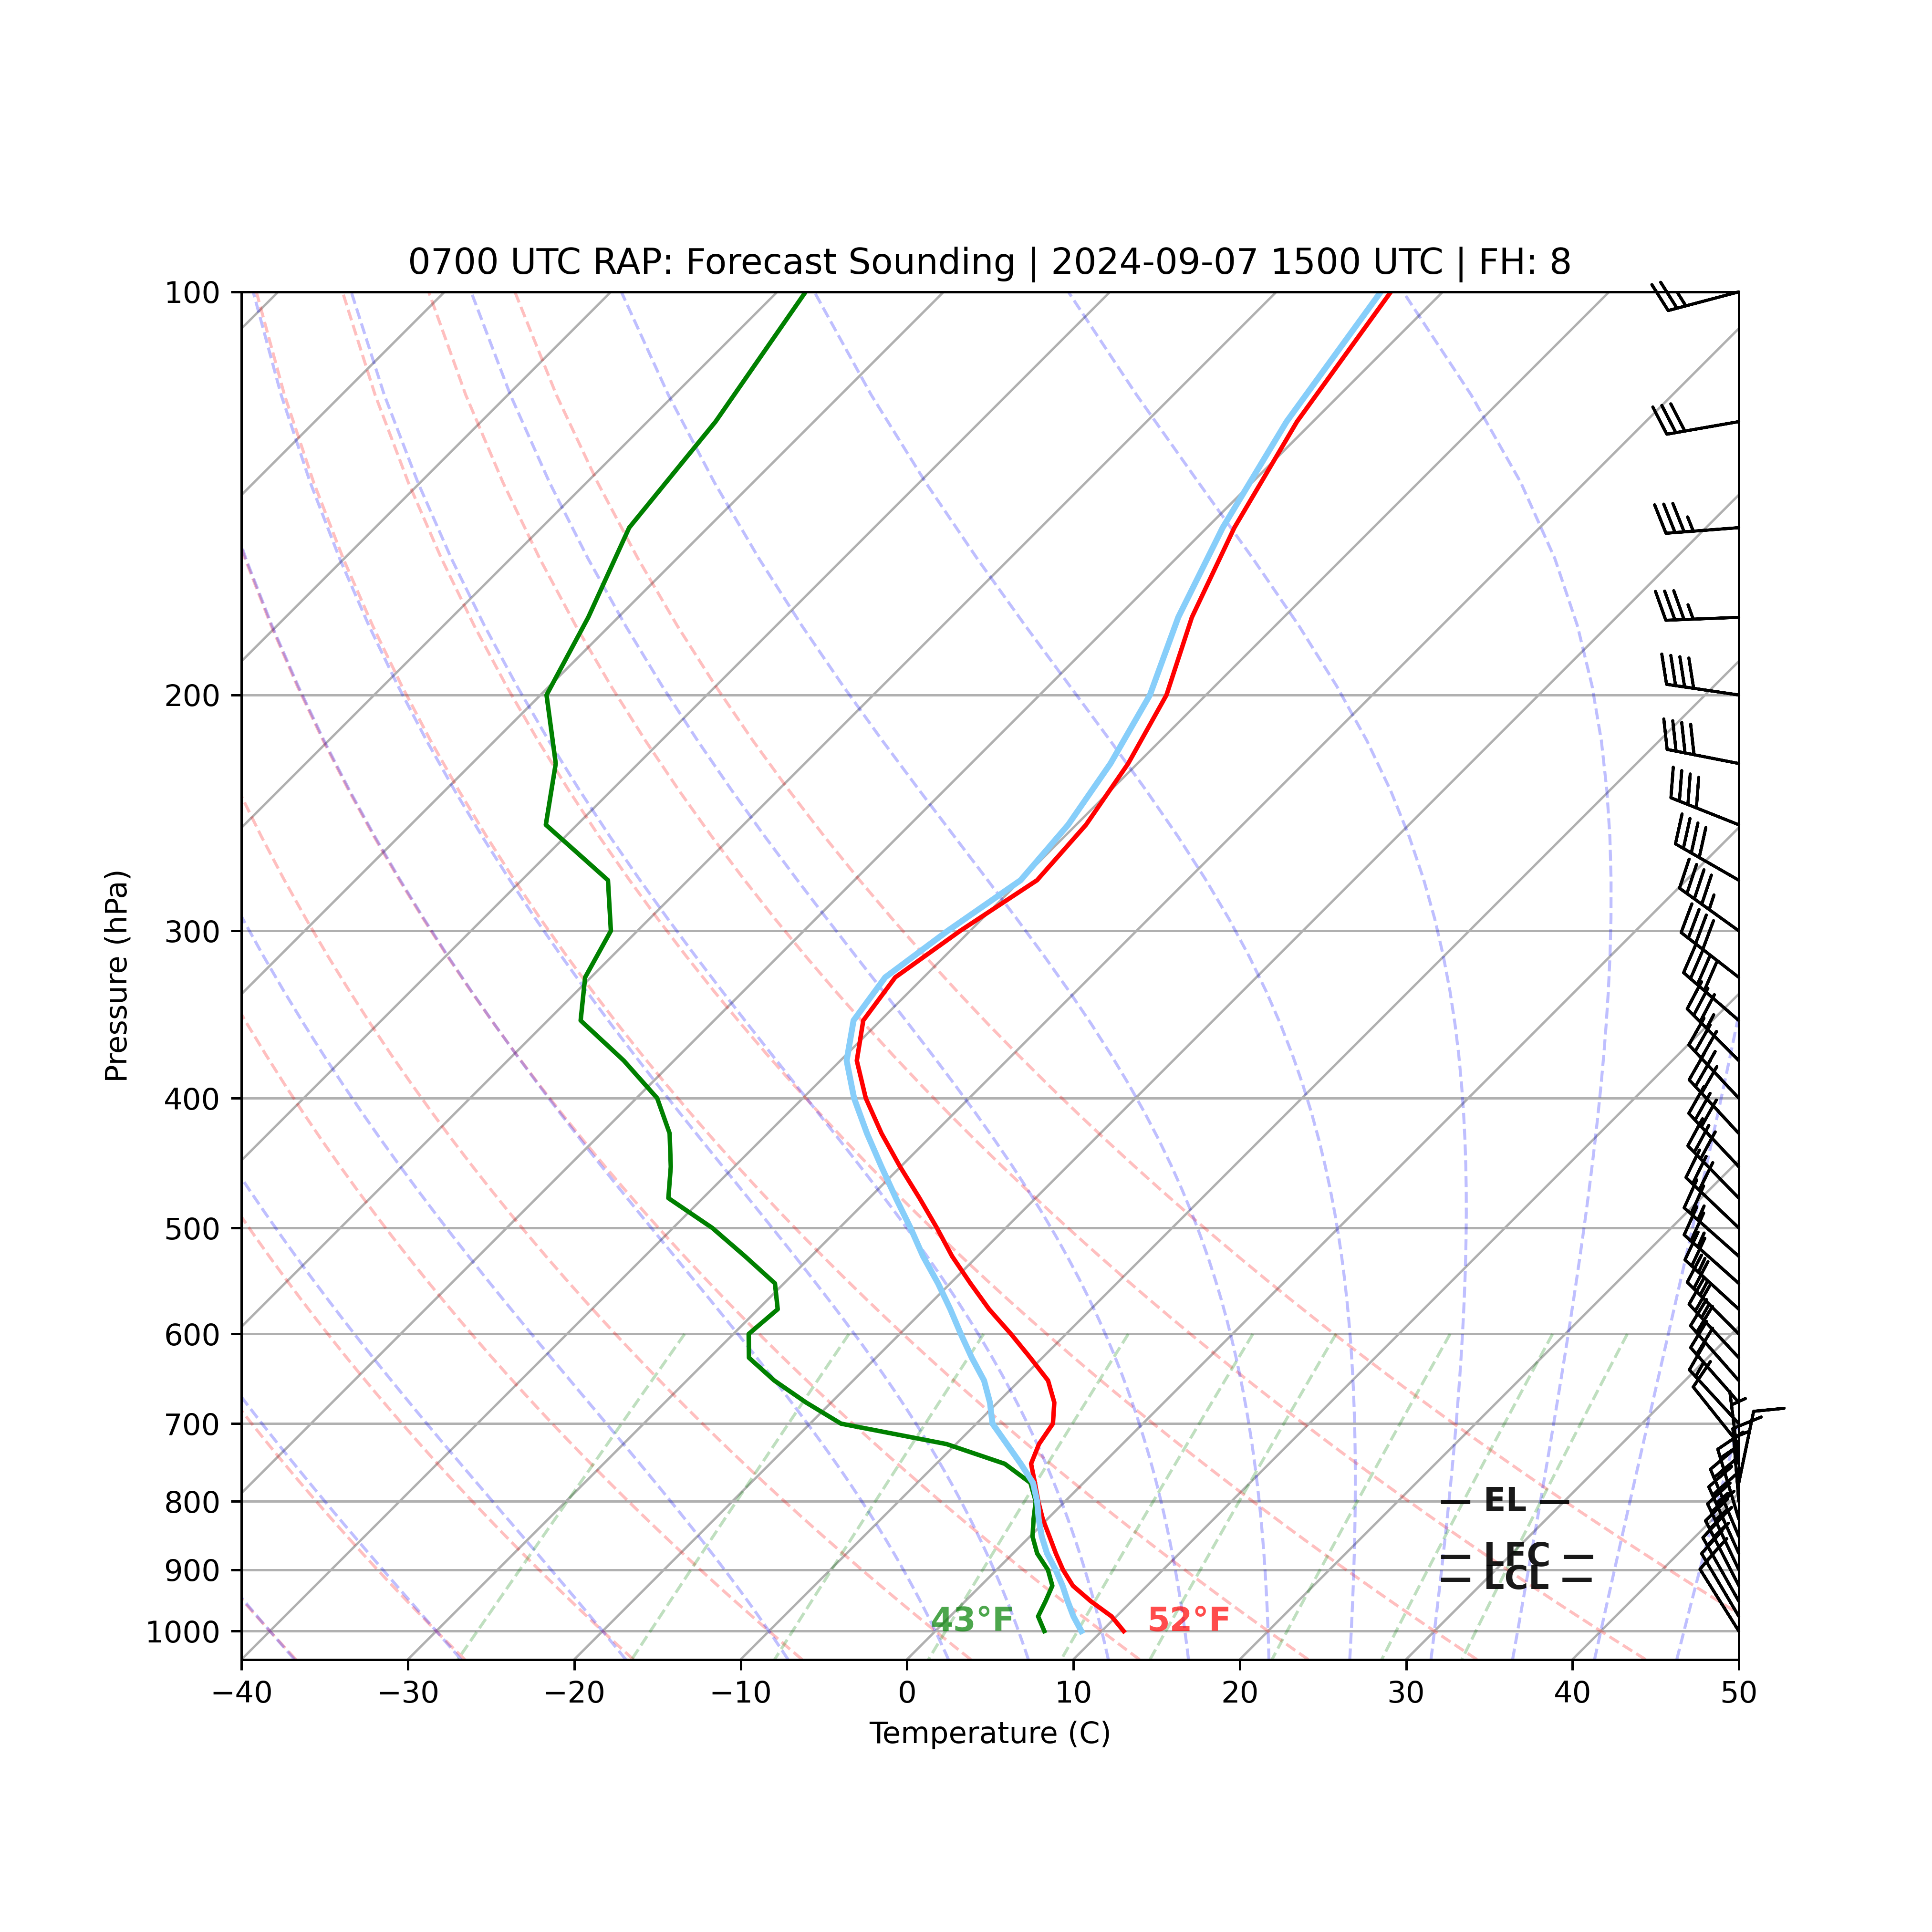 0700 UTC RAP: Forecast Sounding | 2024-09-07 1500 UTC | FH: 8
100
200
300
400
500
600
700
800
900
1000
Pressure (hPa)
— EL —
— LFC —
— LCL —
43°F 52°F
−40 −30 −20 −10 0 10 20 30 40 50
Temperature (C)